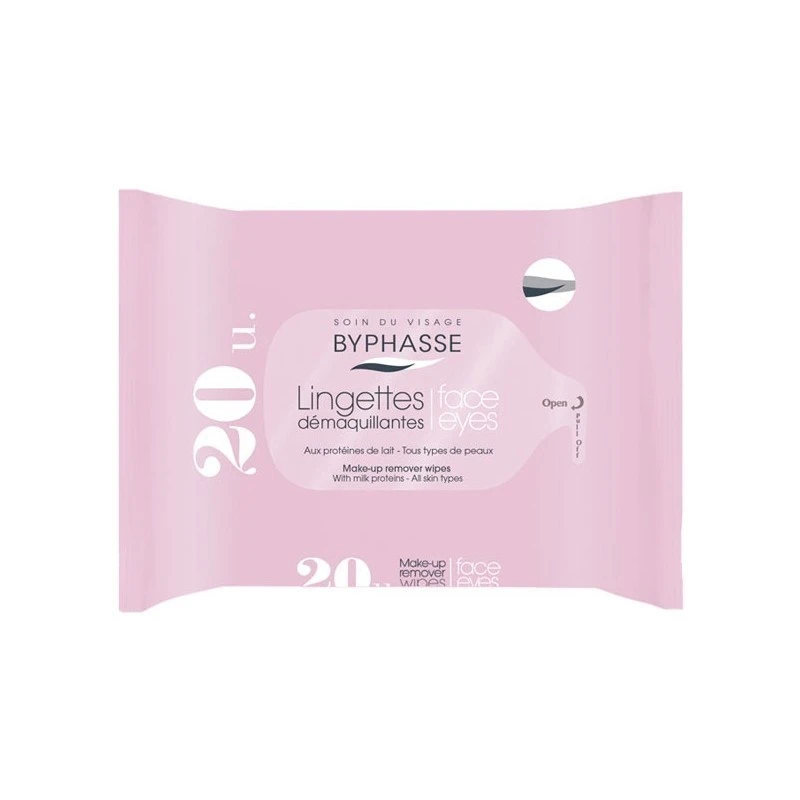 20 u.
SOIN DU VISAGE
BYPHASSE
Lingettes face
démaquillantes eyes
Aux protéines de lait - Tous types de peaux
Make-up remover wipes
With milk proteins - All skin types
Open
Pull Off
20 u.
Make-up face
remover eyes
wipes